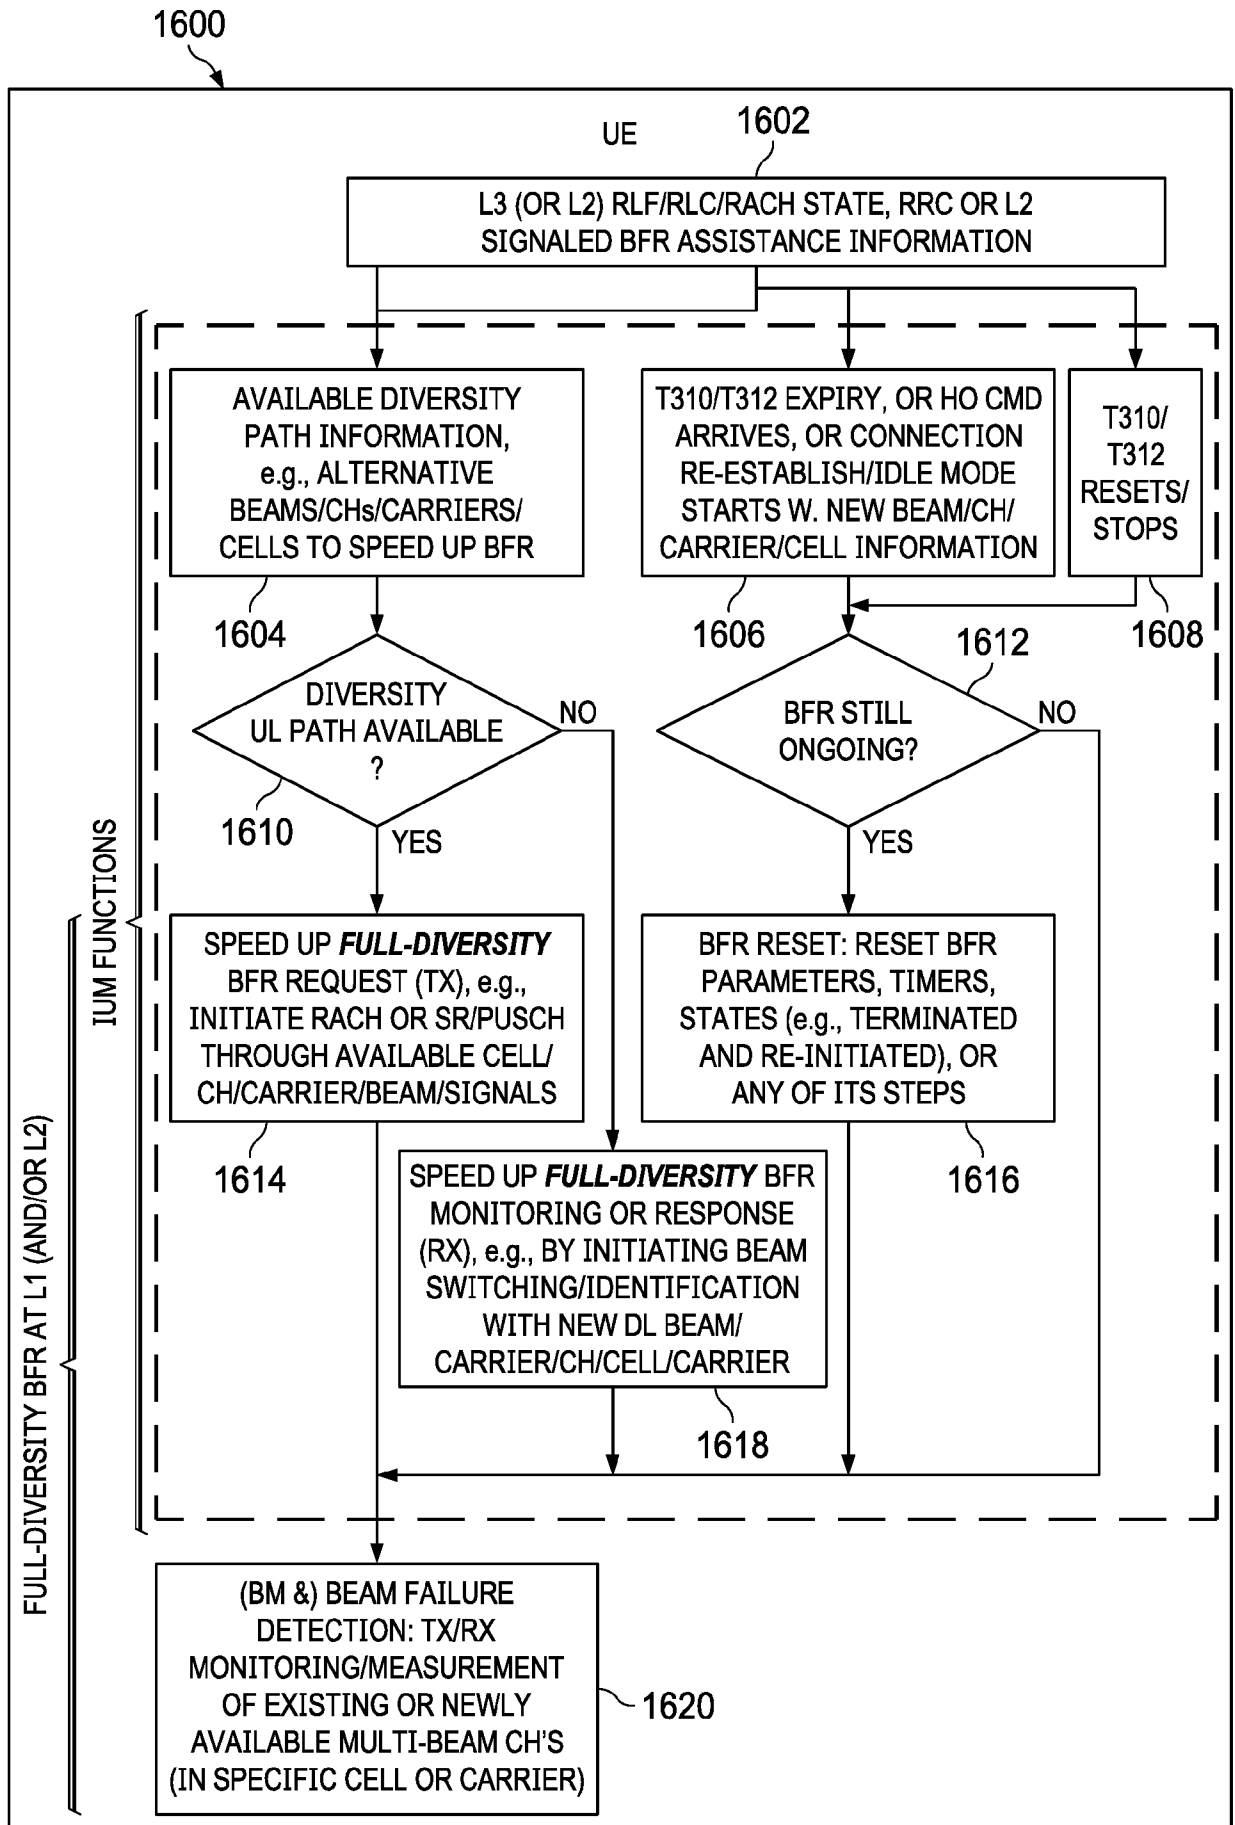 1600
UE
1602
L3 (OR L2) RLF/RLC/RACH STATE, RRC OR L2
SIGNALED BFR ASSISTANCE INFORMATION
AVAILABLE DIVERSITY
PATH INFORMATION,
e.g., ALTERNATIVE
BEAMS/CHs/CARRIERS/
CELLS TO SPEED UP BFR
1604
T310/T312 EXPIRY, OR HO CMD
ARRIVES, OR CONNECTION
RE-ESTABLISH/IDLE MODE
STARTS W. NEW BEAM/CH/
CARRIER/CELL INFORMATION
1606
T310/
T312
RESETS/
STOPS
1608
DIVERSITY
UL PATH AVAILABLE
?
1610
NO
YES
BFR STILL
ONGOING?
1612
NO
YES
SPEED UP FULL-DIVERSITY
BFR REQUEST (TX), e.g.,
INITIATE RACH OR SR/PUSCH
THROUGH AVAILABLE CELL/
CH/CARRIER/BEAM/SIGNALS
1614
BFR RESET: RESET BFR
PARAMETERS, TIMERS,
STATES (e.g., TERMINATED
AND RE-INITIATED), OR
ANY OF ITS STEPS
1616
SPEED UP FULL-DIVERSITY BFR
MONITORING OR RESPONSE
(RX), e.g., BY INITIATING BEAM
SWITCHING/IDENTIFICATION
WITH NEW DL BEAM/
CARRIER/CH/CELL/CARRIER
1618
(BM &) BEAM FAILURE
DETECTION: TX/RX
MONITORING/MEASUREMENT
OF EXISTING OR NEWLY
AVAILABLE MULTI-BEAM CH'S
(IN SPECIFIC CELL OR CARRIER)
1620
IUM FUNCTIONS
FULL-DIVERSITY BFR AT L1 (AND/OR L2)